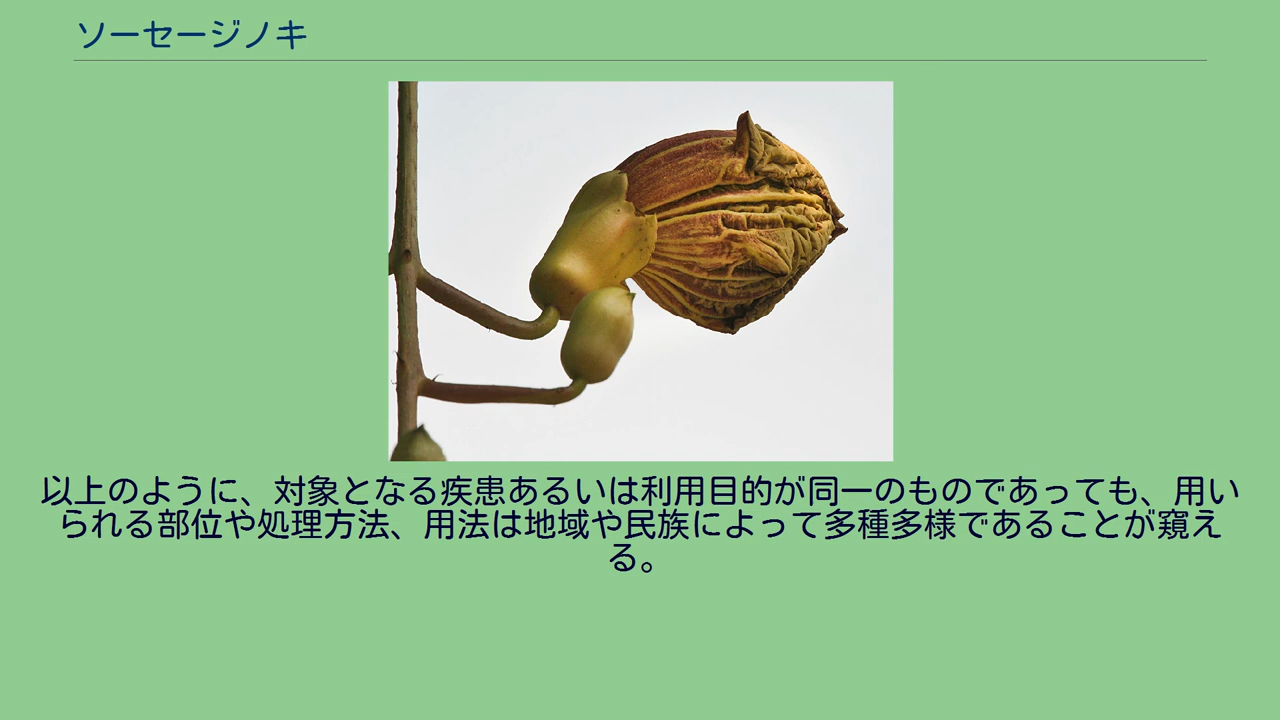 ソーセージノキ
以上のように、対象となる疾患あるいは利用目的が同一のものであっても、用い
られる部位や処理方法、用法は地域や民族によって多種多様であることが窺え
る。